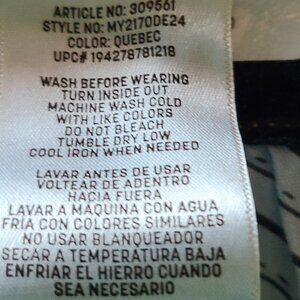 ARTICLE NO: 309561
STYLE NO: MY2170DE24
COLOR: QUEBEC
UPC# 194278781218
WASH BEFORE WEARING
TURN INSIDE OUT
MACHINE WASH COLD
WITH LIKE COLORS
DO NOT BLEACH
TUMBLE DRY LOW
COOL IRON WHEN NEEDED
LAVAR ANTES DE USAR
VOLTEAR DE ADENTRO
HACIA FUERA
LAVAR A MAQUINA CON AGUA
FRIA CON COLORES SIMILARES
NO USAR BLANQUEADOR
SECAR A TEMPERATURA BAJA
ENFRIAR EL HIERRO CUANDO
SEA NECESARIO